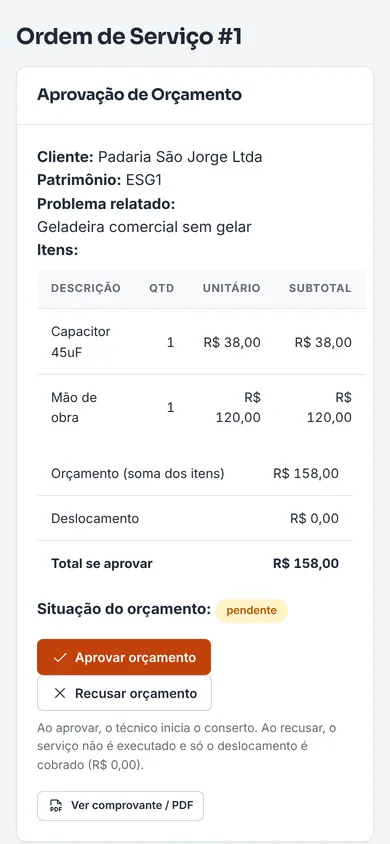 Ordem de Serviço #1
Aprovação de Orçamento
Cliente: Padaria São Jorge Ltda
Patrimônio: ESG1
Problema relatado:
Geladeira comercial sem gelar
Itens:
DESCRIÇÃO QTD UNITÁRIO SUBTOTAL
Capacitor 45uF 1 R$ 38,00 R$ 38,00
Mão de obra 1 R$ 120,00 R$ 120,00
Orçamento (soma dos itens) R$ 158,00
Deslocamento R$ 0,00
Total se aprovar R$ 158,00
Situação do orçamento: pendente
Aprovar orçamento
Recusar orçamento
Ao aprovar, o técnico inicia o conserto. Ao recusar, o
serviço não é executado e só o deslocamento é
cobrado (R$ 0,00).
PDF Ver comprovante / PDF